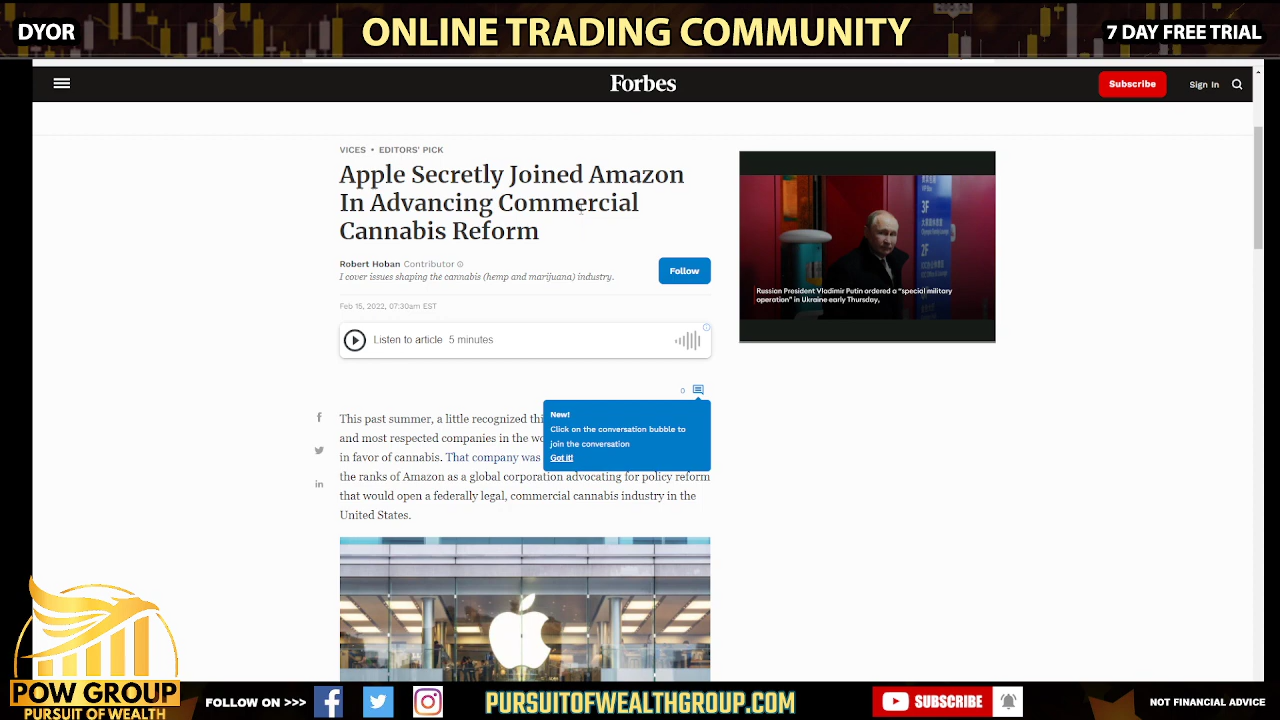 DYOR
ONLINE TRADING COMMUNITY
7 DAY FREE TRIAL
Forbes
Subscribe
Sign In
VICES • EDITORS' PICK
Apple Secretly Joined Amazon
In Advancing Commercial
Cannabis Reform
Robert Hoban Contributor
I cover issues shaping the cannabis (hemp and marijuana) industry.
Follow
Feb 15, 2022, 07:30am EST
Listen to article 5 minutes
0
New!
Click on the conversation bubble to
join the conversation
Got it!
This past summer, a little recognized
and most respected companies in the
in favor of cannabis. That company was
the ranks of Amazon as a global corporation advocating for policy reform
that would open a federally legal, commercial cannabis industry in the
United States.
3F
2F
Russian President Vladimir Putin ordered a "special military
operation" in Ukraine early Thursday,
POW GROUP
PURSUIT OF WEALTH
FOLLOW ON >>>
PURSUITOFWEALTHGROUP.COM
SUBSCRIBE
NOT FINANCIAL ADVICE